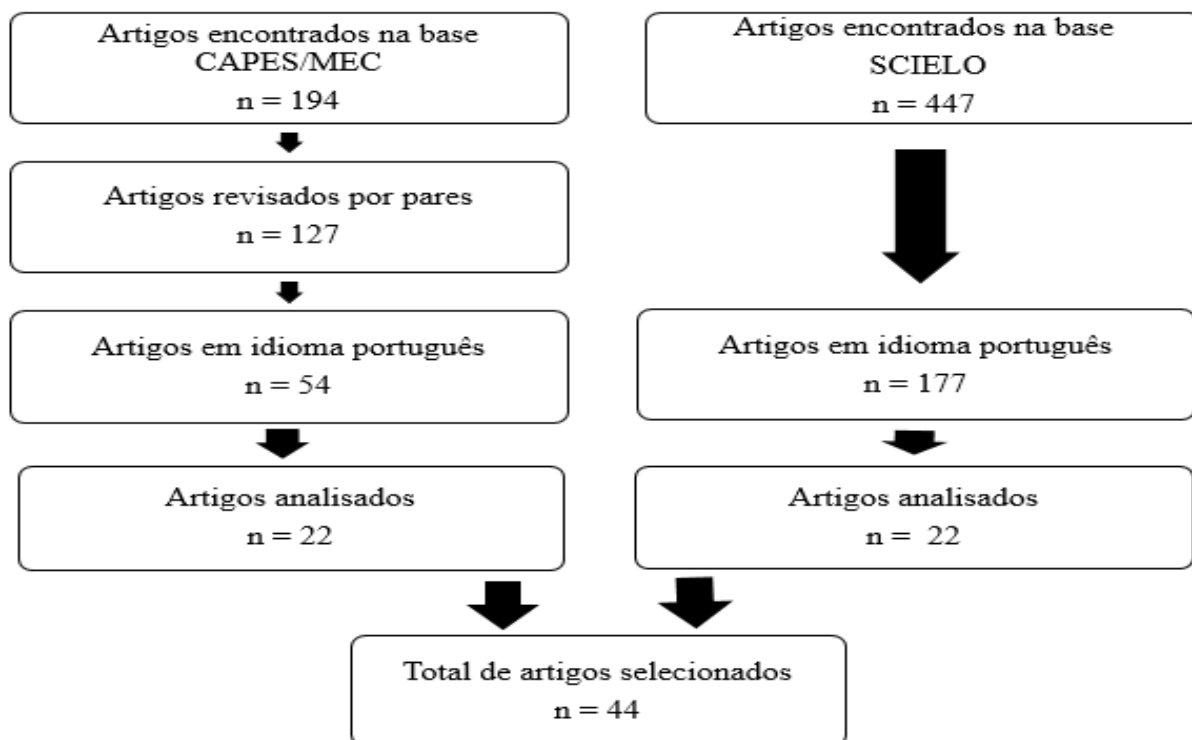 Artigos encontrados na base
CAPES/MEC
n = 194
Artigos revisados por pares
n = 127
Artigos em idioma português
n = 54
Artigos analisados
n = 22
Artigos encontrados na base
SCIELO
n = 447
Artigos em idioma português
n = 177
Artigos analisados
n = 22
Total de artigos selecionados
n = 44